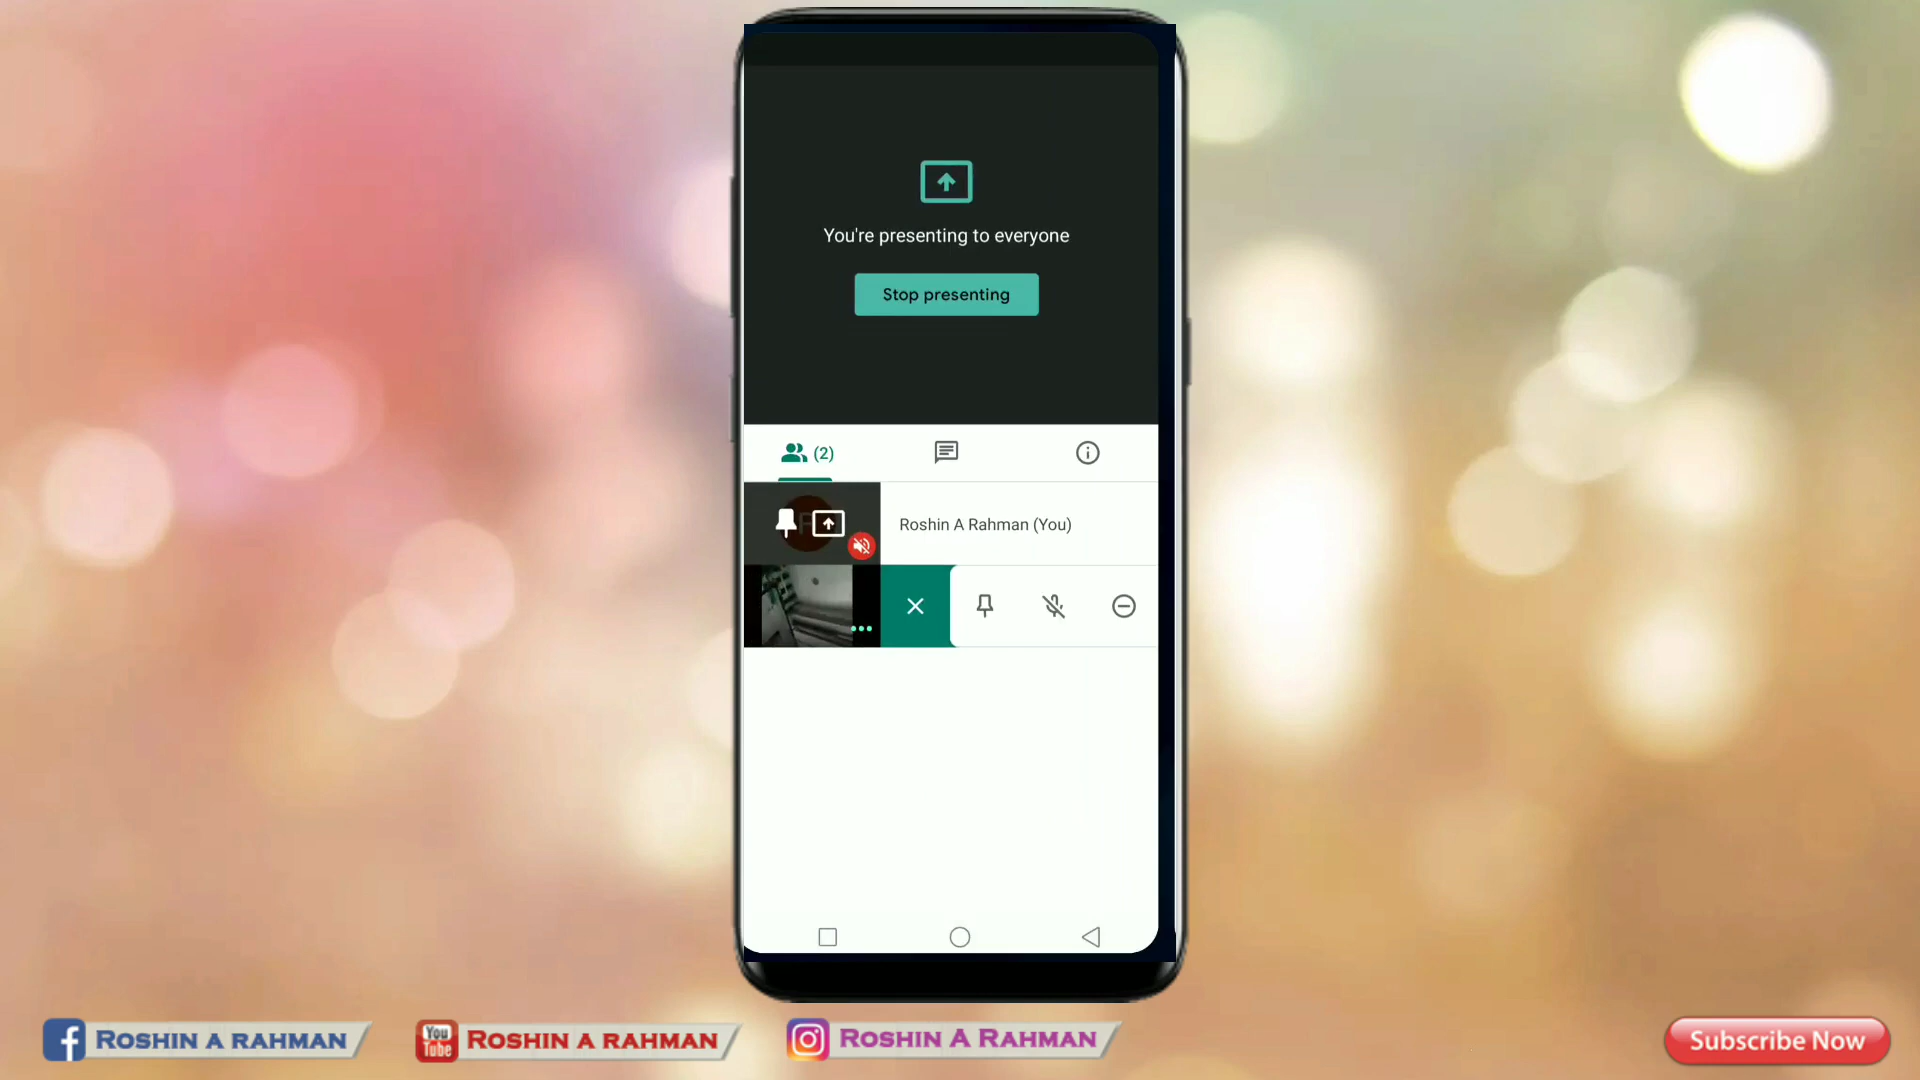 You're presenting to everyone
Stop presenting
(2)
Roshin A Rahman (You)
ROSHIN A RAHMAN
You Tube
ROSHIN A RAHMAN
ROSHIN A RAHMAN
Subscribe Now